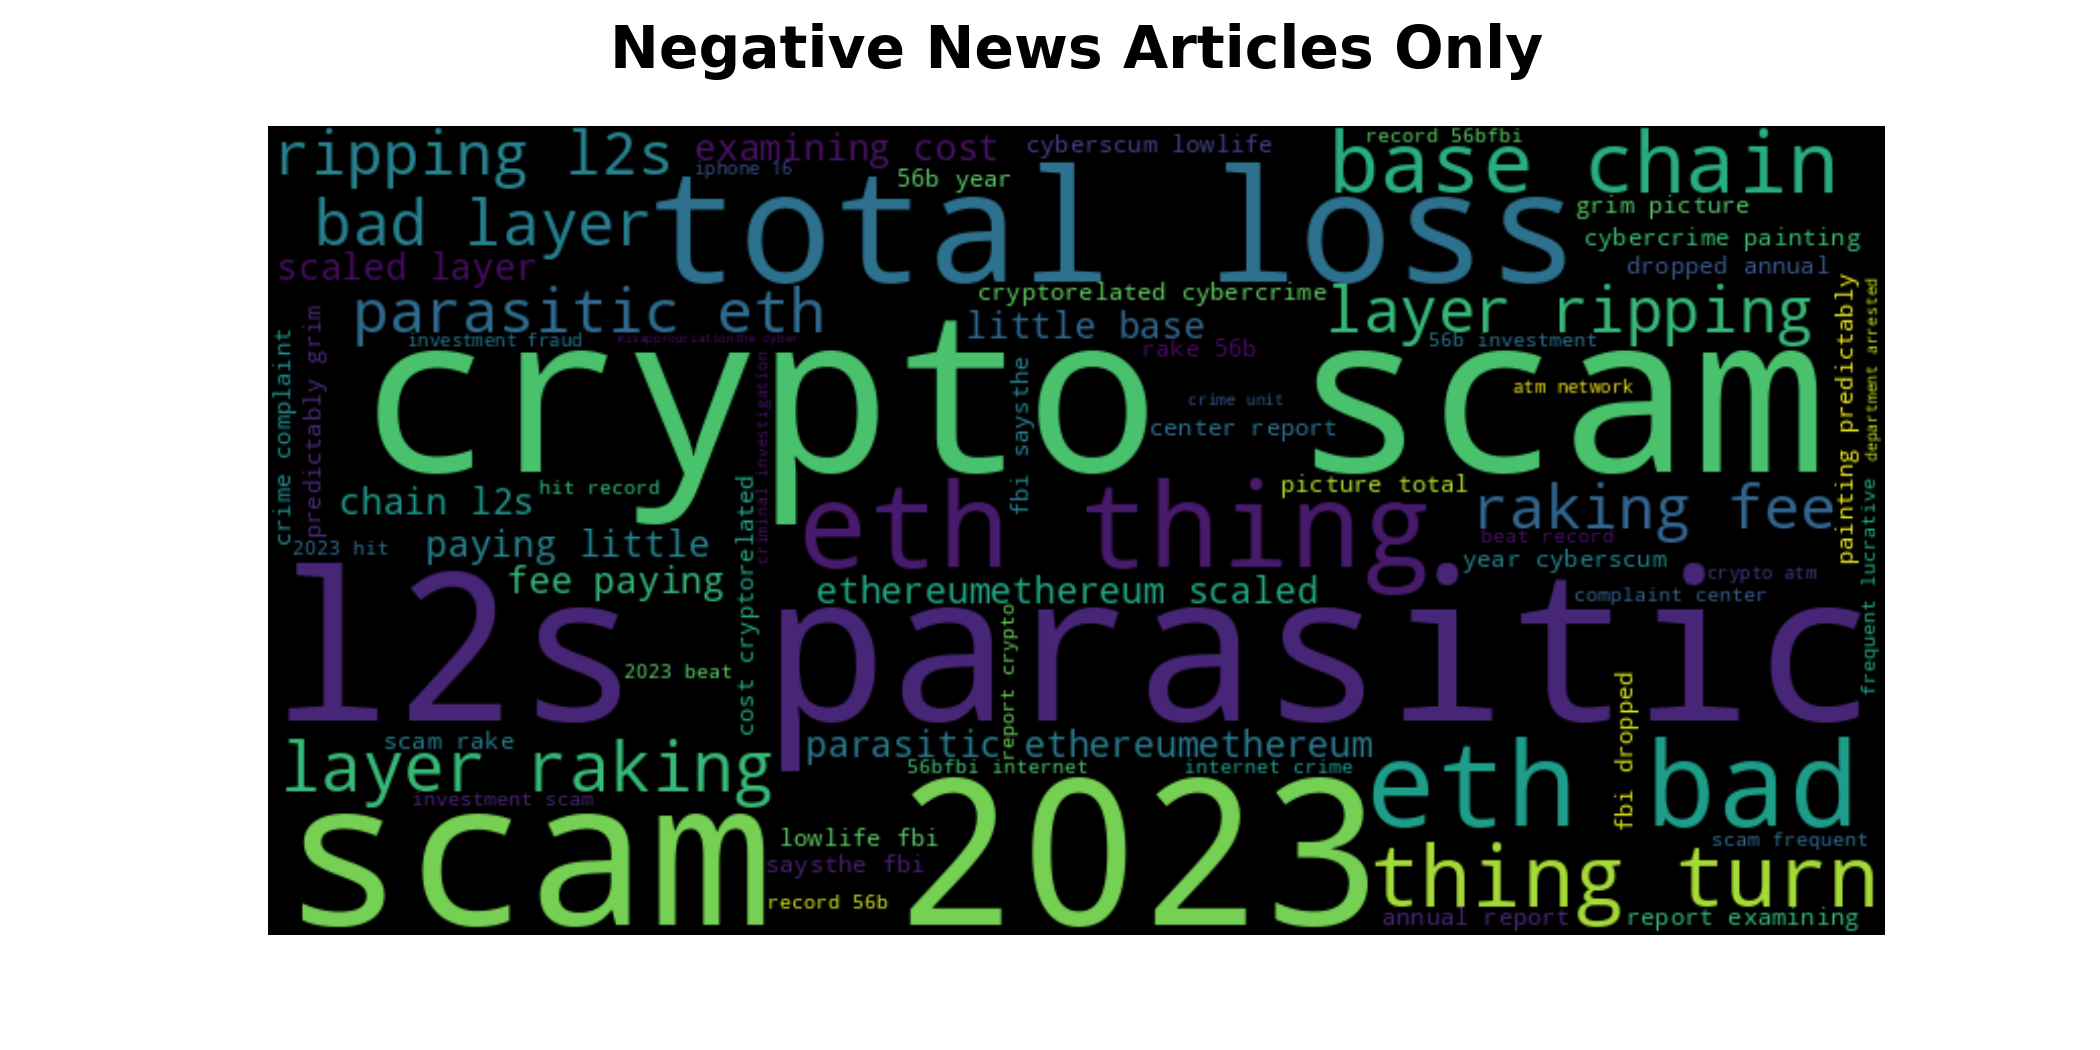 Negative News Articles Only
record 56bfbi
ripping l2s
examining cost
cyberscum lowlife
base chain
iphone 16
56b year
total loss
grim picture
bad layer
cybercrime painting
scaled layer
dropped annual
cryptorelated cybercrime
parasitic eth
little base
layer ripping
investment fraud
misappropriationthe cyber
rake 56b
56b investment
crypto scam
atm network
crime unit
center report
crime complaint
predictably grim
criminal investigation
fbi saysthe
painting predictably
department arrested
hit record
chain l2s
picture total
raking fee
eth thing
2023 hit
paying little
beat record
year cyberscum
fee paying
ethereumethereum scaled
crypto atm
complaint center
cost cryptorelated
frequent lucrative
l2s parasitic
2023 beat
report crypto
scam rake
parasitic ethereumethereum
layer raking
56bfbi internet
internet crime
fbi dropped
eth bad
investment scam
scam 2023
lowlife fbi
scam frequent
saysthe fbi
thing turn
record 56b
annual report
report examining